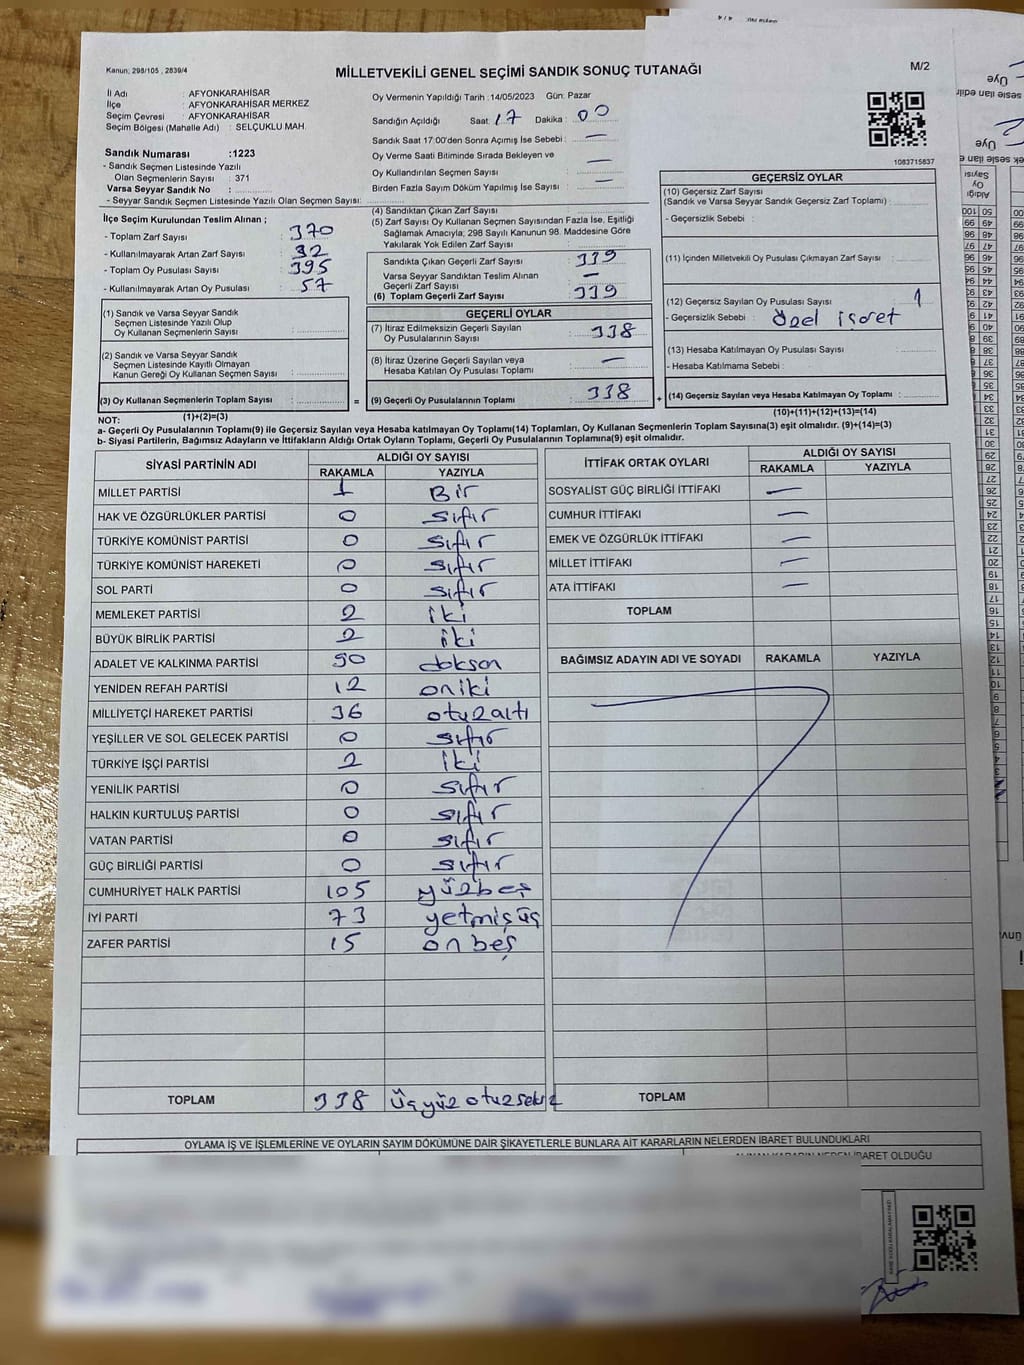 Kanun; 298/105 , 2839/4
MİLLETVEKİLİ GENEL SEÇİMİ SANDIK SONUÇ TUTANAĞI
M/2
İl Adı : AFYONKARAHİSAR
İlçe : AFYONKARAHİSAR MERKEZ
Seçim Çevresi : AFYONKARAHİSAR
Seçim Bölgesi (Mahalle Adı) : SELÇUKLU MAH.
Sandık Numarası :1223
- Sandık Seçmen Listesinde Yazılı
Olan Seçmenlerin Sayısı : 371
Varsa Seyyar Sandık No :
- Seyyar Sandık Seçmen Listesinde Yazılı Olan Seçmen Sayısı:
Oy Vermenin Yapıldığı Tarih :14/05/2023 Gün: Pazar
Sandığın Açıldığı Saat: 17 Dakika : 00
Sandık Saat 17:00'den Sonra Açımış İse Sebebi : —
Oy Verme Saati Bitiminde Sırada Bekleyen ve
Oy Kullandırılan Seçmen Sayısı : —
Birden Fazla Sayım Döküm Yapılmış İse Sayısı : —
1083715837
İlçe Seçim Kurulundan Teslim Alınan ;
- Toplam Zarf Sayısı : 370
- Kullanılmayarak Artan Zarf Sayısı : 32
- Toplam Oy Pusulası Sayısı : 395
- Kullanılmayarak Artan Oy Pusulası : 57
(1) Sandık ve Varsa Seyyar Sandık
Seçmen Listesinde Yazılı Olup
Oy Kullanan Seçmenlerin Sayısı :
(2) Sandık ve Varsa Seyyar Sandık
Seçmen Listesinde Kayıtlı Olmayan
Kanun Gereği Oy Kullanan Seçmen Sayısı :
(3) Oy Kullanan Seçmenlerin Toplam Sayısı :
(1)+(2)=(3)
(4) Sandıktan Çıkan Zarf Sayısı :
(5) Zarf Sayısı Oy Kullanan Seçmen Sayısından Fazla İse, Eşitliği
Sağlamak Amacıyla; 298 Sayılı Kanunun 98. Maddesine Göre
Yakılarak Yok Edilen Zarf Sayısı :
Sandıkta Çıkan Geçerli Zarf Sayısı : 339
Varsa Seyyar Sandıktan Teslim Alınan
Geçerli Zarf Sayısı : —
(6) Toplam Geçerli Zarf Sayısı : 339
GEÇERLİ OYLAR
(7) İtiraz Edilmeksizin Geçerli Sayılan
Oy Pusulalarının Sayısı : 338
(8) İtiraz Üzerine Geçerli Sayılan veya
Hesaba Katılan Oy Pusulası Toplamı : —
= (9) Geçerli Oy Pusulalarının Toplamı : 338
GEÇERSİZ OYLAR
(10) Geçersiz Zarf Sayısı
(Sandık ve Varsa Seyyar Sandık Geçersiz Zarf Toplamı) :
- Geçersizlik Sebebi :
(11) İçinden Milletvekili Oy Pusulası Çıkmayan Zarf Sayısı :
(12) Geçersiz Sayılan Oy Pusulası Sayısı : 1
- Geçersizlik Sebebi : Özel işaret
(13) Hesaba Katılmayan Oy Pusulası Sayısı :
- Hesaba Katılmama Sebebi :
+ (14) Geçersiz Sayılan veya Hesaba Katılmayan Oy Toplamı :
(10)+(11)+(12)+(13)=(14)
NOT:
a- Geçerli Oy Pusulalarının Toplamı(9) ile Geçersiz Sayılan veya Hesaba katılmayan Oy Toplamı(14) Toplamları, Oy Kullanan Seçmenlerin Toplam Sayısına(3) eşit olmalıdır. (9)+(14)=(3)
b- Siyasi Partilerin, Bağımsız Adayların ve İttifakların Aldığı Ortak Oyların Toplamı, Geçerli Oy Pusulalarının Toplamına(9) eşit olmalıdır.
SİYASİ PARTİNİN ADI ALDIĞI OY SAYISI
RAKAMLA YAZIYLA
MİLLET PARTİSİ 1 Bir
HAK VE ÖZGÜRLÜKLER PARTİSİ 0 sıfır
TÜRKİYE KOMÜNİST PARTİSİ 0 sıfır
TÜRKİYE KOMÜNİST HAREKETİ 0 sıfır
SOL PARTİ 0 sıfır
MEMLEKET PARTİSİ 2 iki
BÜYÜK BİRLİK PARTİSİ 2 iki
ADALET VE KALKINMA PARTİSİ 90 doksan
YENİDEN REFAH PARTİSİ 12 oniki
MİLLİYETÇİ HAREKET PARTİSİ 36 otuzaltı
YEŞİLLER VE SOL GELECEK PARTİSİ 0 sıfır
TÜRKİYE İŞÇİ PARTİSİ 2 iki
YENİLİK PARTİSİ 0 sıfır
HALKIN KURTULUŞ PARTİSİ 0 sıfır
VATAN PARTİSİ 0 sıfır
GÜÇ BİRLİĞİ PARTİSİ 0 sıfır
CUMHURİYET HALK PARTİSİ 105 yüzbeş
İYİ PARTİ 73 yetmişüç
ZAFER PARTİSİ 15 onbeş
TOPLAM 338 üçyüz otuzsekiz
İTTİFAK ORTAK OYLARI ALDIĞI OY SAYISI
RAKAMLA YAZIYLA
SOSYALİST GÜÇ BİRLİĞİ İTTİFAKI —
CUMHUR İTTİFAKI —
EMEK VE ÖZGÜRLÜK İTTİFAKI —
MİLLET İTTİFAKI —
ATA İTTİFAKI —
TOPLAM
BAĞIMSIZ ADAYIN ADI VE SOYADI RAKAMLA YAZIYLA
TOPLAM
OYLAMA İŞ VE İŞLEMLERİNE VE OYLARIN SAYIM DÖKÜMÜNE DAİR ŞİKAYETLERLE BUNLARA AİT KARARLARIN NELERDEN İBARET BULUNDUKLARI